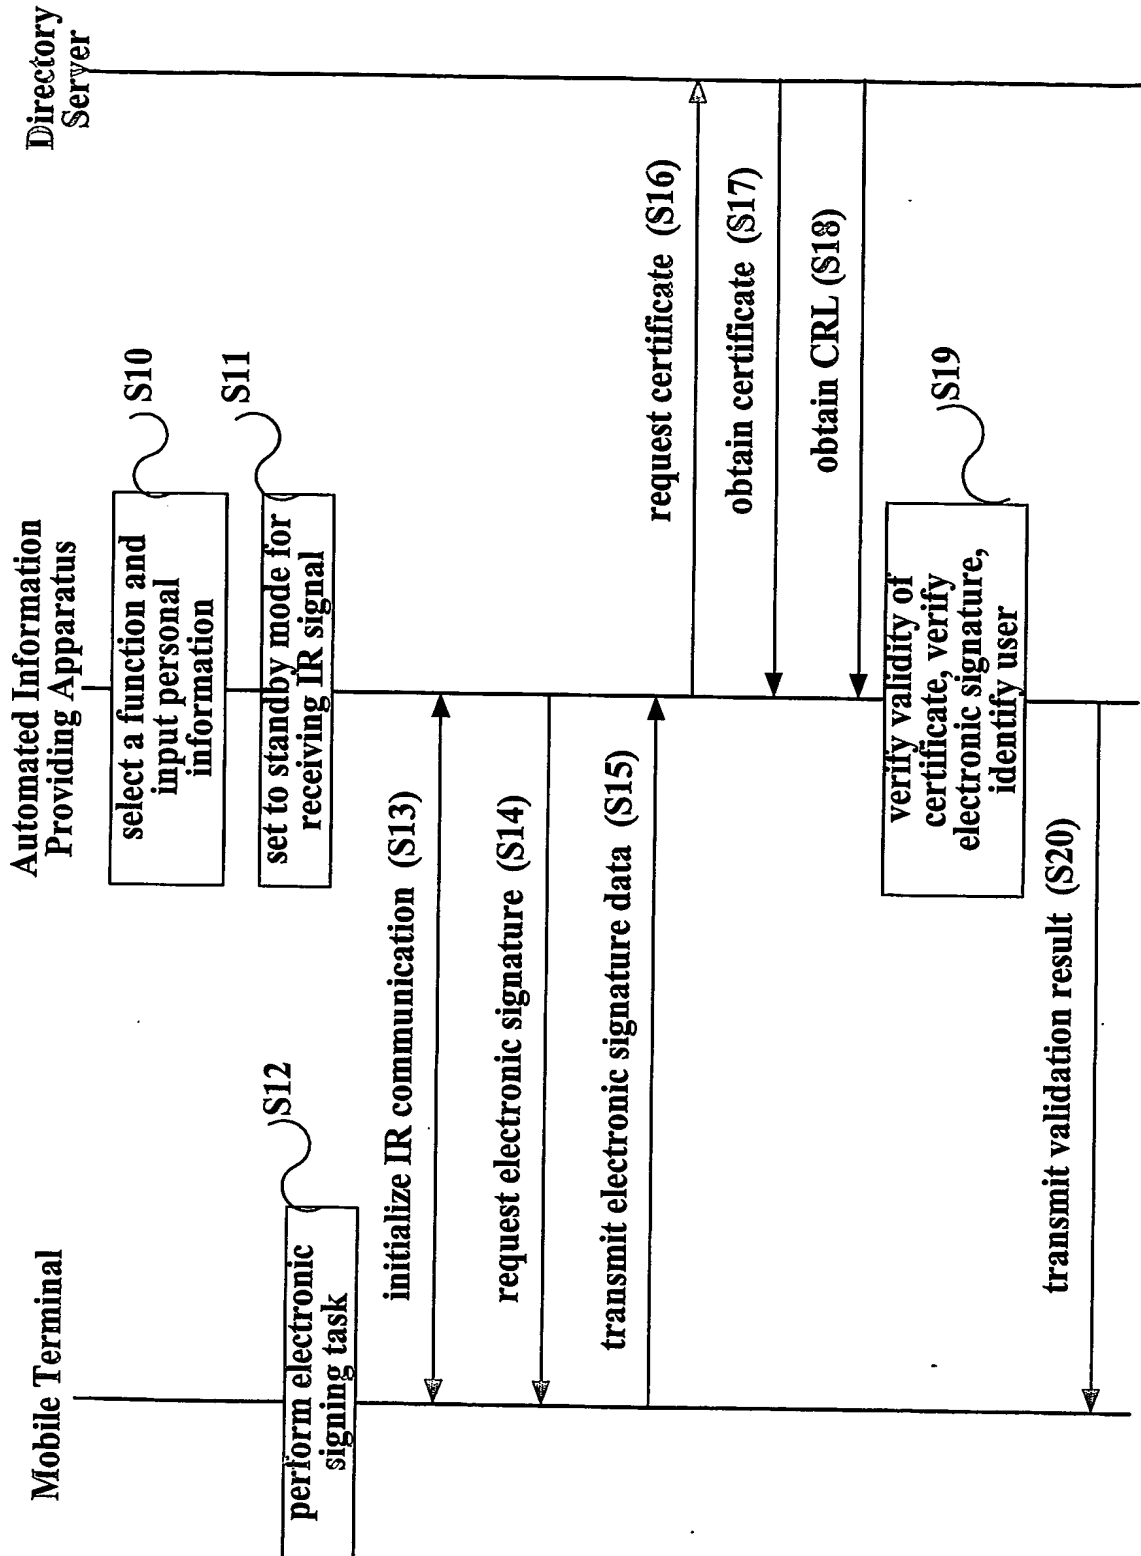 Mobile Terminal
Automated Information
Providing Apparatus
Directory
Server
select a function and
input personal
information
S10
set to standby mode for
receiving IR signal
S11
perform electronic
signing task
S12
initialize IR communication (S13)
request electronic signature (S14)
transmit electronic signature data (S15)
request certificate (S16)
obtain certificate (S17)
obtain CRL (S18)
verify validity of
certificate, verify
electronic signature,
identify user
S19
transmit validation result (S20)